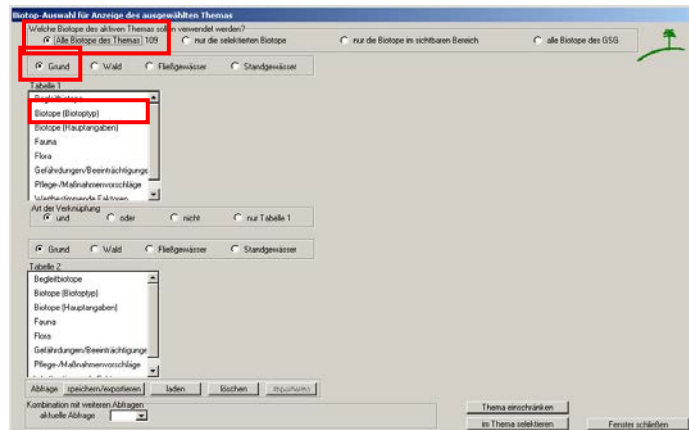 Biotop-Auswahl für Anzeige des ausgewählten Themas
Welche Biotope des aktiven Themas sollen verwendet werden?
Alle Biotope des Themas 109 nur die selektierten Biotope nur die Biotope im sichtbaren Bereich alle Biotope des GSG
Grund Wald Fließgewässer Standgewässer
Tabelle 1
Begleitbiotope
Biotope (Biotoptyp)
Biotope (Hauptangaben)
Fauna
Flora
Gefährdungen/Beeinträchtigunge
Pflege-/Maßnahmenvorschläge
Wertbestimmende Faktoren
Art der Verknüpfung
und oder nicht nur Tabelle 1
Grund Wald Fließgewässer Standgewässer
Tabelle 2
Begleitbiotope
Biotope (Biotoptyp)
Biotope (Hauptangaben)
Fauna
Flora
Gefährdungen/Beeinträchtigunge
Pflege-/Maßnahmenvorschläge
Abfrage speichern/exportieren laden löschen importieren
Kombination mit weiteren Abfragen
aktuelle Abfrage
Thema einschränken
im Thema selektieren
Fenster schließen